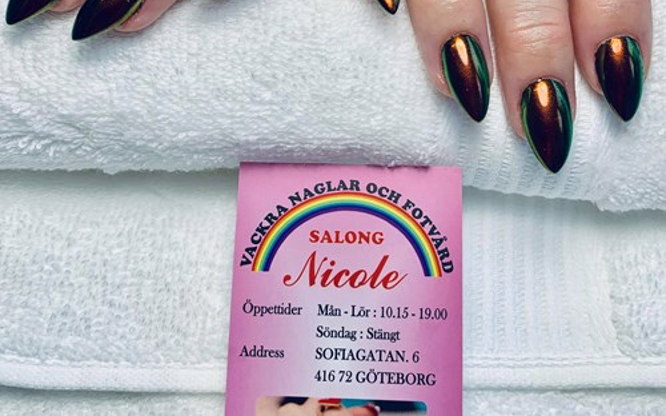 VACKRA NAGLAR OCH FOTVÅRD
SALONG
Nicole
Öppettider Mån - Lör : 10.15 - 19.00
Söndag : Stängt
Address SOFIAGATAN. 6
416 72 GÖTEBORG